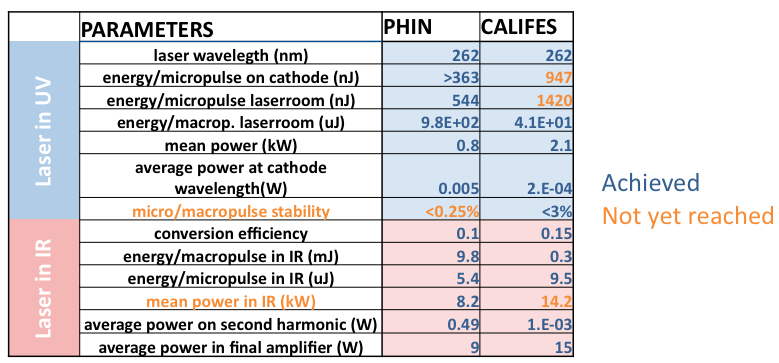 PARAMETERS PHIN CALIFES
Laser in UV
laser wavelegth (nm) 262 262
energy/micropulse on cathode (nJ) >363 947
energy/micropulse laserroom (nJ) 544 1420
energy/macrop. laserroom (uJ) 9.8E+02 4.1E+01
mean power (kW) 0.8 2.1
average power at cathode
wavelength(W) 0.005 2.E-04
micro/macropulse stability <0.25% <3%
Laser in IR
conversion efficiency 0.1 0.15
energy/macropulse in IR (mJ) 9.8 0.3
energy/micropulse in IR (uJ) 5.4 9.5
mean power in IR (kW) 8.2 14.2
average power on second harmonic (W) 0.49 1.E-03
average power in final amplifier (W) 9 15
Achieved
Not yet reached